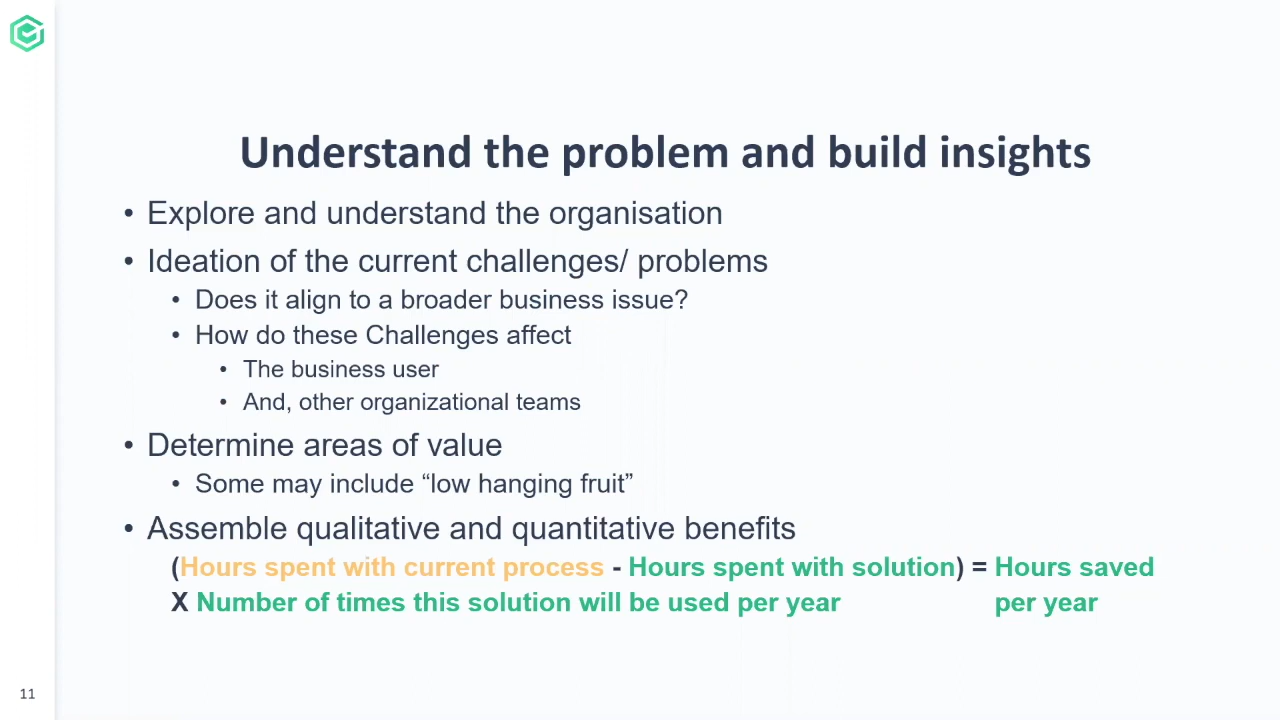 Understand the problem and build insights
• Explore and understand the organisation
• Ideation of the current challenges/ problems
• Does it align to a broader business issue?
• How do these Challenges affect
• The business user
• And, other organizational teams
• Determine areas of value
• Some may include “low hanging fruit”
• Assemble qualitative and quantitative benefits
(Hours spent with current process - Hours spent with solution) = Hours saved
X Number of times this solution will be used per year per year
11